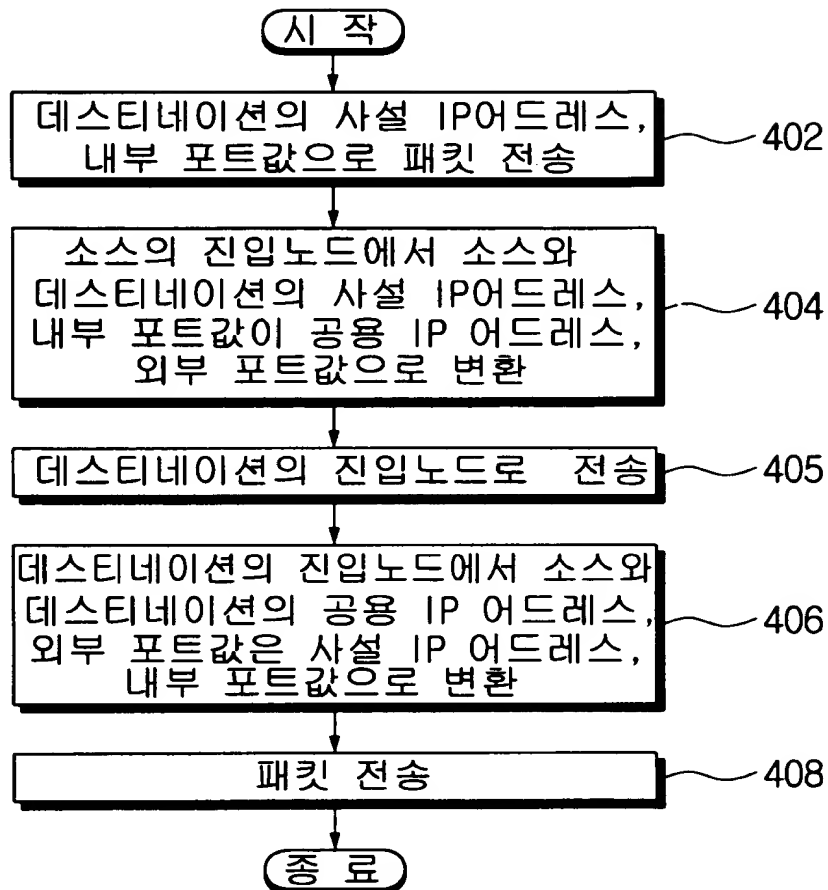 시 작
데스티네이션의 사설 IP어드레스,
내부 포트값으로 패킷 전송
402
소스의 진입노드에서 소스와
데스티네이션의 사설 IP어드레스,
내부 포트값이 공용 IP 어드레스,
외부 포트값으로 변환
404
데스티네이션의 진입노드로 전송
405
데스티네이션의 진입노드에서 소스와
데스티네이션의 공용 IP 어드레스,
외부 포트값은 사설 IP 어드레스,
내부 포트값으로 변환
406
패킷 전송
408
종 료